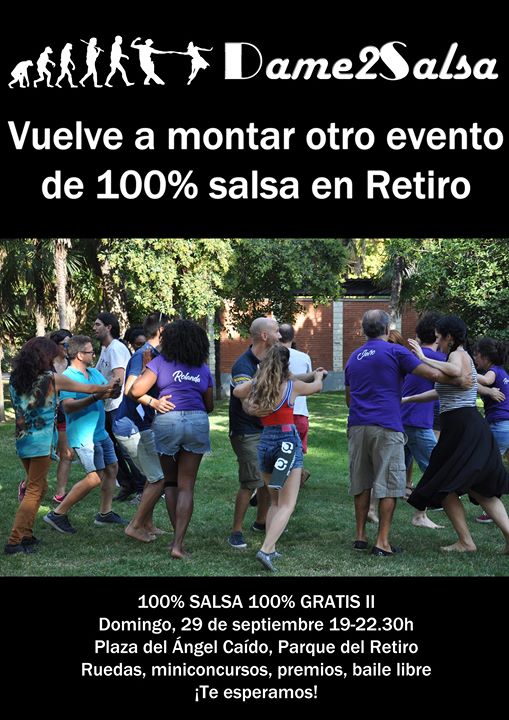 Dame2Salsa
Vuelve a montar otro evento
de 100% salsa en Retiro
Rolando
100% SALSA 100% GRATIS II
Domingo, 29 de septiembre 19-22.30h
Plaza del Ángel Caído, Parque del Retiro
Ruedas, miniconcursos, premios, baile libre
¡Te esperamos!